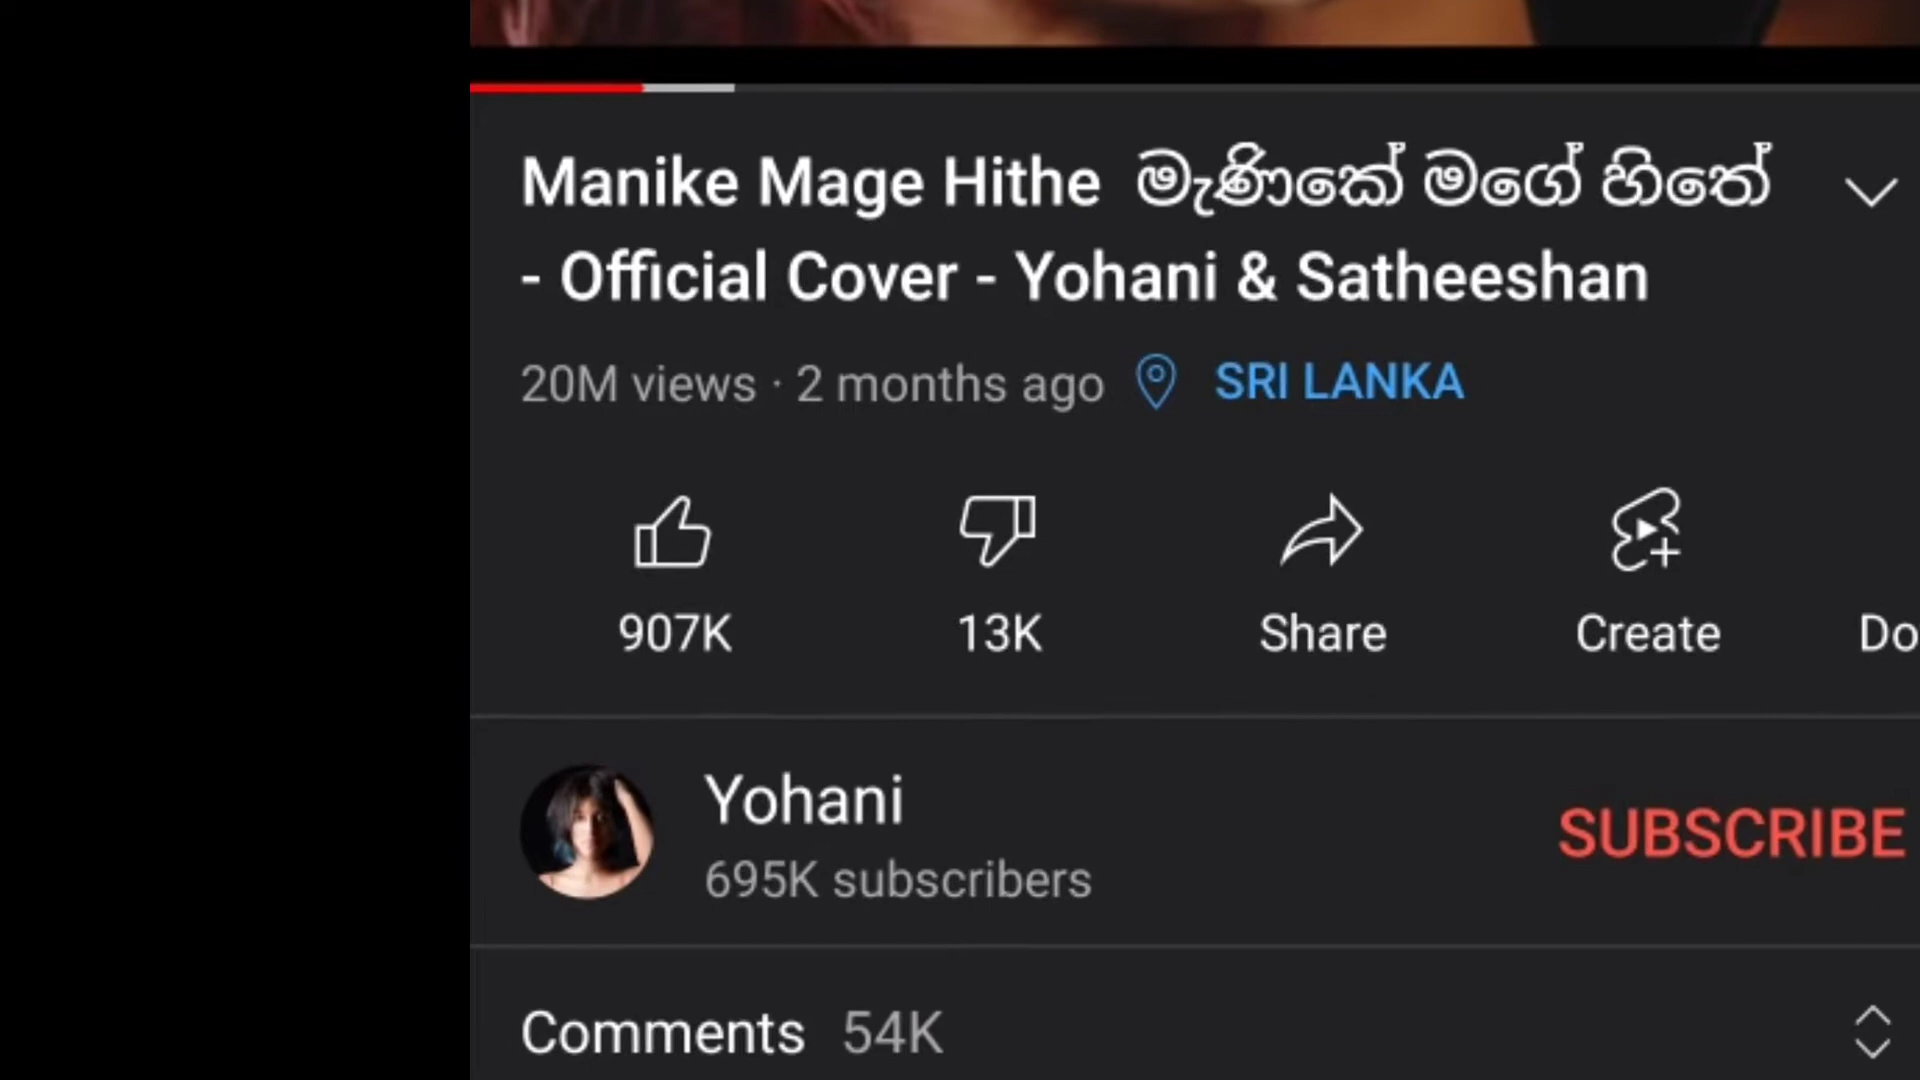 Manike Mage Hithe මැණිකේ මගේ හිතේ
- Official Cover - Yohani & Satheeshan
20M views · 2 months ago SRI LANKA
907K 13K Share Create Do
Yohani
695K subscribers
SUBSCRIBE
Comments 54K